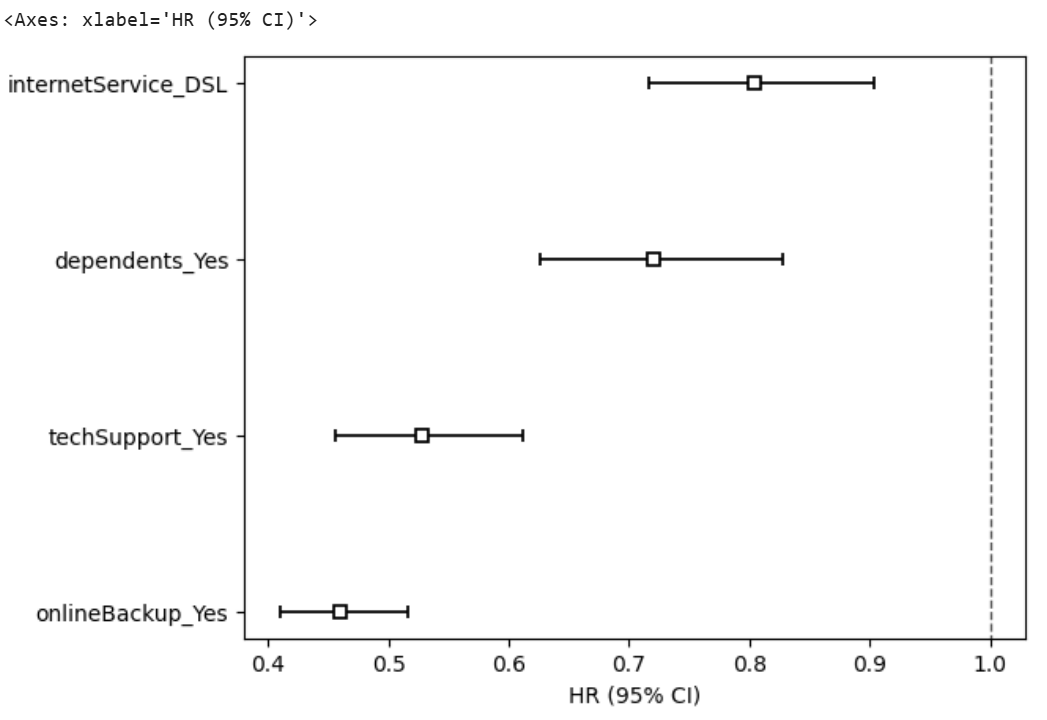 <Axes: xlabel='HR (95% CI)'>
internetService_DSL
dependents_Yes
techSupport_Yes
onlineBackup_Yes
0.4 0.5 0.6 0.7 0.8 0.9 1.0
HR (95% CI)